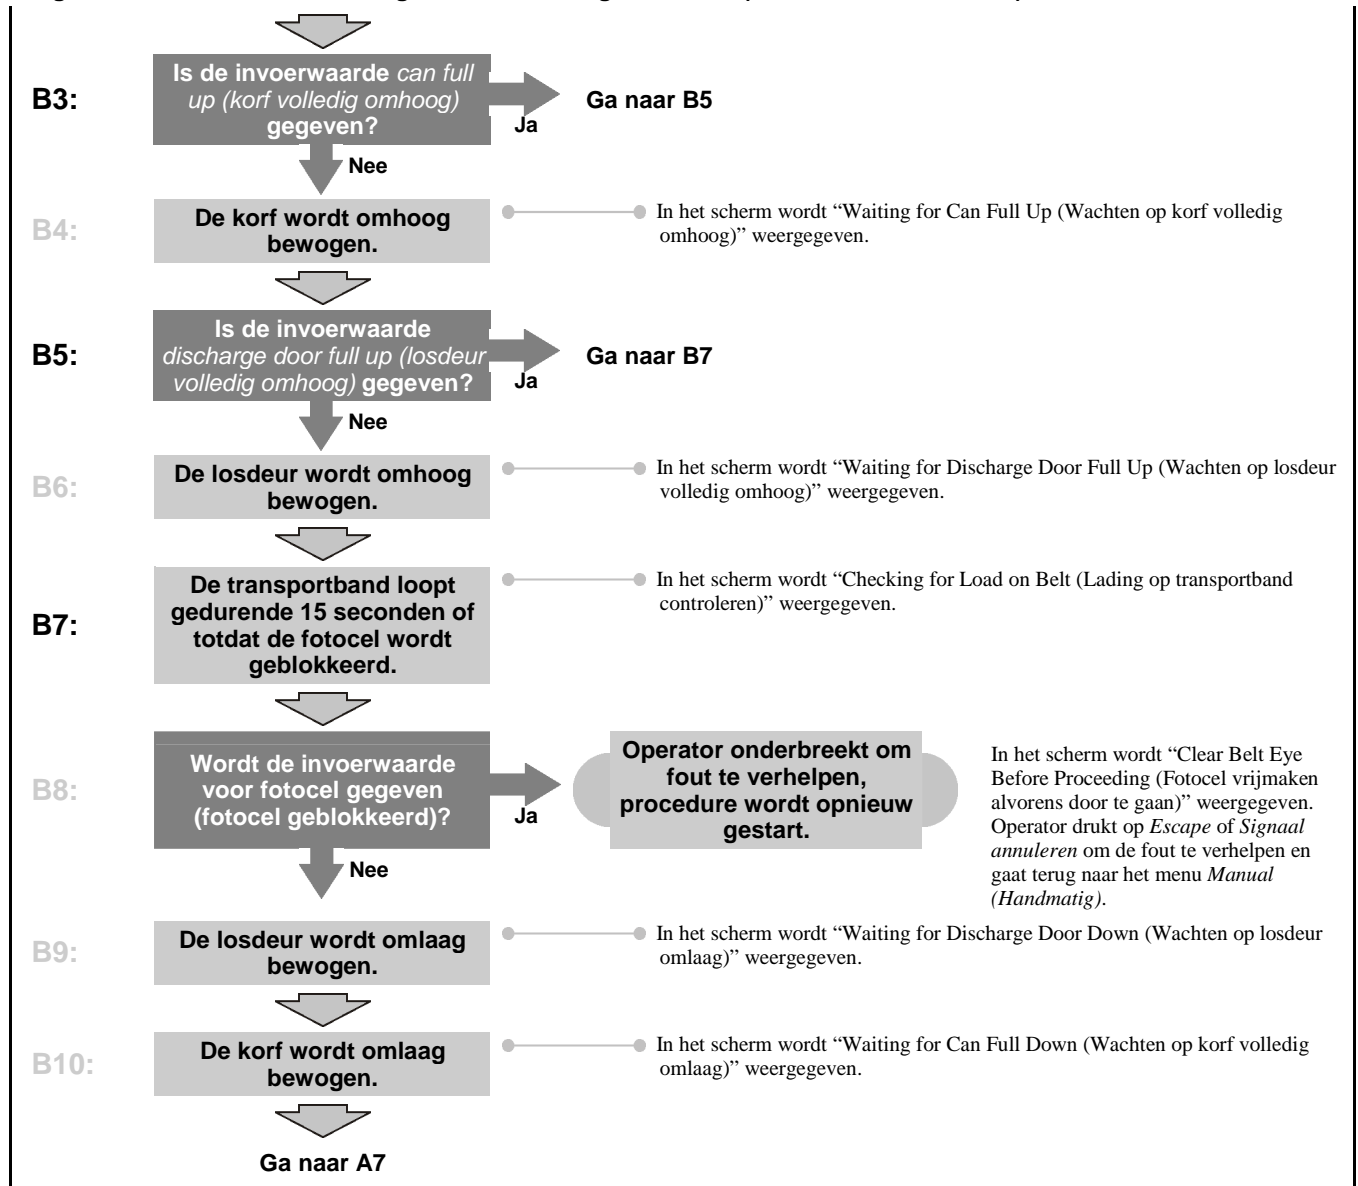 B3:
Is de invoerwaarde can full
up (korf volledig omhoog)
gegeven?
Ja
Ga naar B5
Nee
B4:
De korf wordt omhoog
bewogen.
In het scherm wordt “Waiting for Can Full Up (Wachten op korf volledig
omhoog)” weergegeven.
B5:
Is de invoerwaarde
discharge door full up (losdeur
volledig omhoog) gegeven?
Ja
Ga naar B7
Nee
B6:
De losdeur wordt omhoog
bewogen.
In het scherm wordt “Waiting for Discharge Door Full Up (Wachten op losdeur
volledig omhoog)” weergegeven.
B7:
De transportband loopt
gedurende 15 seconden of
totdat de fotocel wordt
geblokkeerd.
In het scherm wordt “Checking for Load on Belt (Lading op transportband
controleren)” weergegeven.
B8:
Wordt de invoerwaarde
voor fotocel gegeven
(fotocel geblokkeerd)?
Ja
Operator onderbreekt om
fout te verhelpen,
procedure wordt opnieuw
gestart.
In het scherm wordt “Clear Belt Eye
Before Proceeding (Fotocel vrijmaken
alvorens door te gaan)” weergegeven.
Operator drukt op Escape of Signaal
annuleren om de fout te verhelpen en
gaat terug naar het menu Manual
(Handmatig).
Nee
B9:
De losdeur wordt omlaag
bewogen.
In het scherm wordt “Waiting for Discharge Door Down (Wachten op losdeur
omlaag)” weergegeven.
B10:
De korf wordt omlaag
bewogen.
In het scherm wordt “Waiting for Can Full Down (Wachten op korf volledig
omlaag)” weergegeven.
Ga naar A7